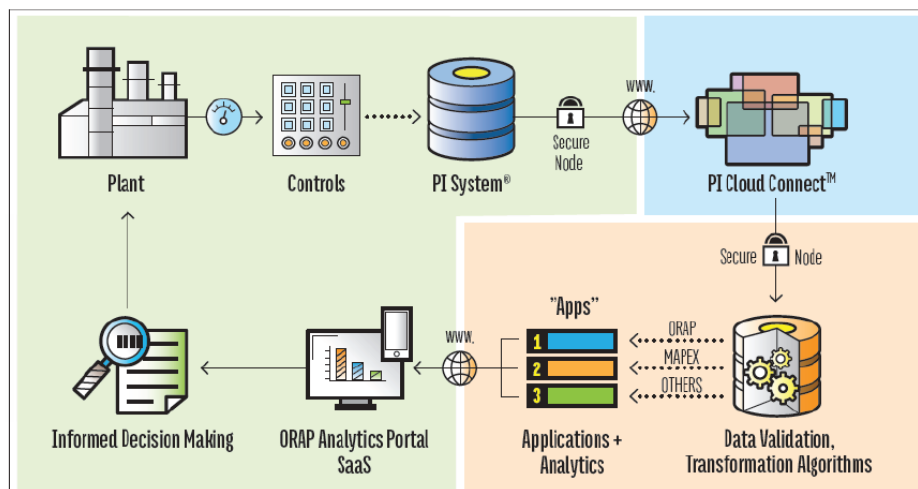 WWW.
Secure
Node
Plant
Controls
PI System®
PI Cloud Connect™
Secure Node
"Apps"
ORAP
WWW.
1
MAPEX
2
OTHERS
3
Informed Decision Making
ORAP Analytics Portal
SaaS
Applications +
Analytics
Data Validation,
Transformation Algorithms